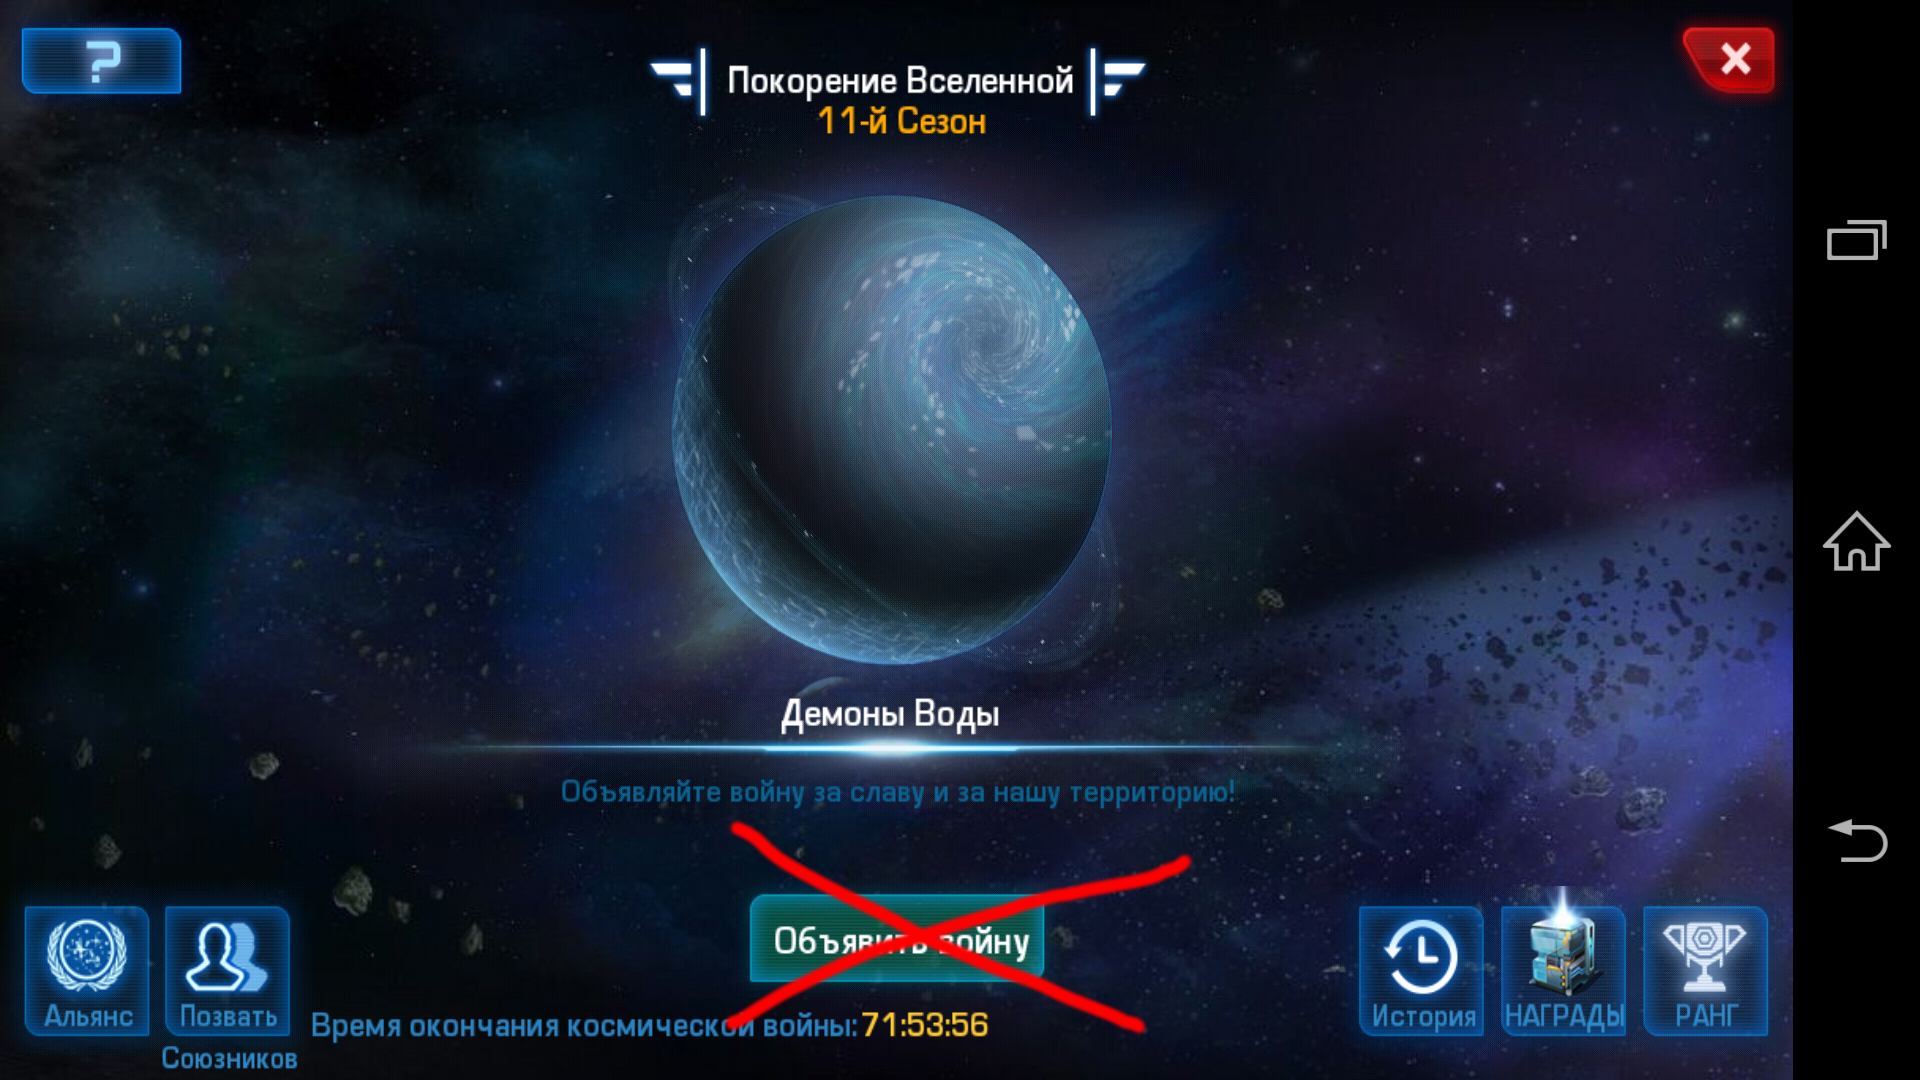 ?
Покорение Вселенной
11-й Сезон
Демоны Воды
Объявляйте войну за славу и за нашу территорию!
Объявить войну
Альянс
Позвать
Союзников
Время окончания космической войны: 71:53:56
История
НАГРАДЫ
РАНГ